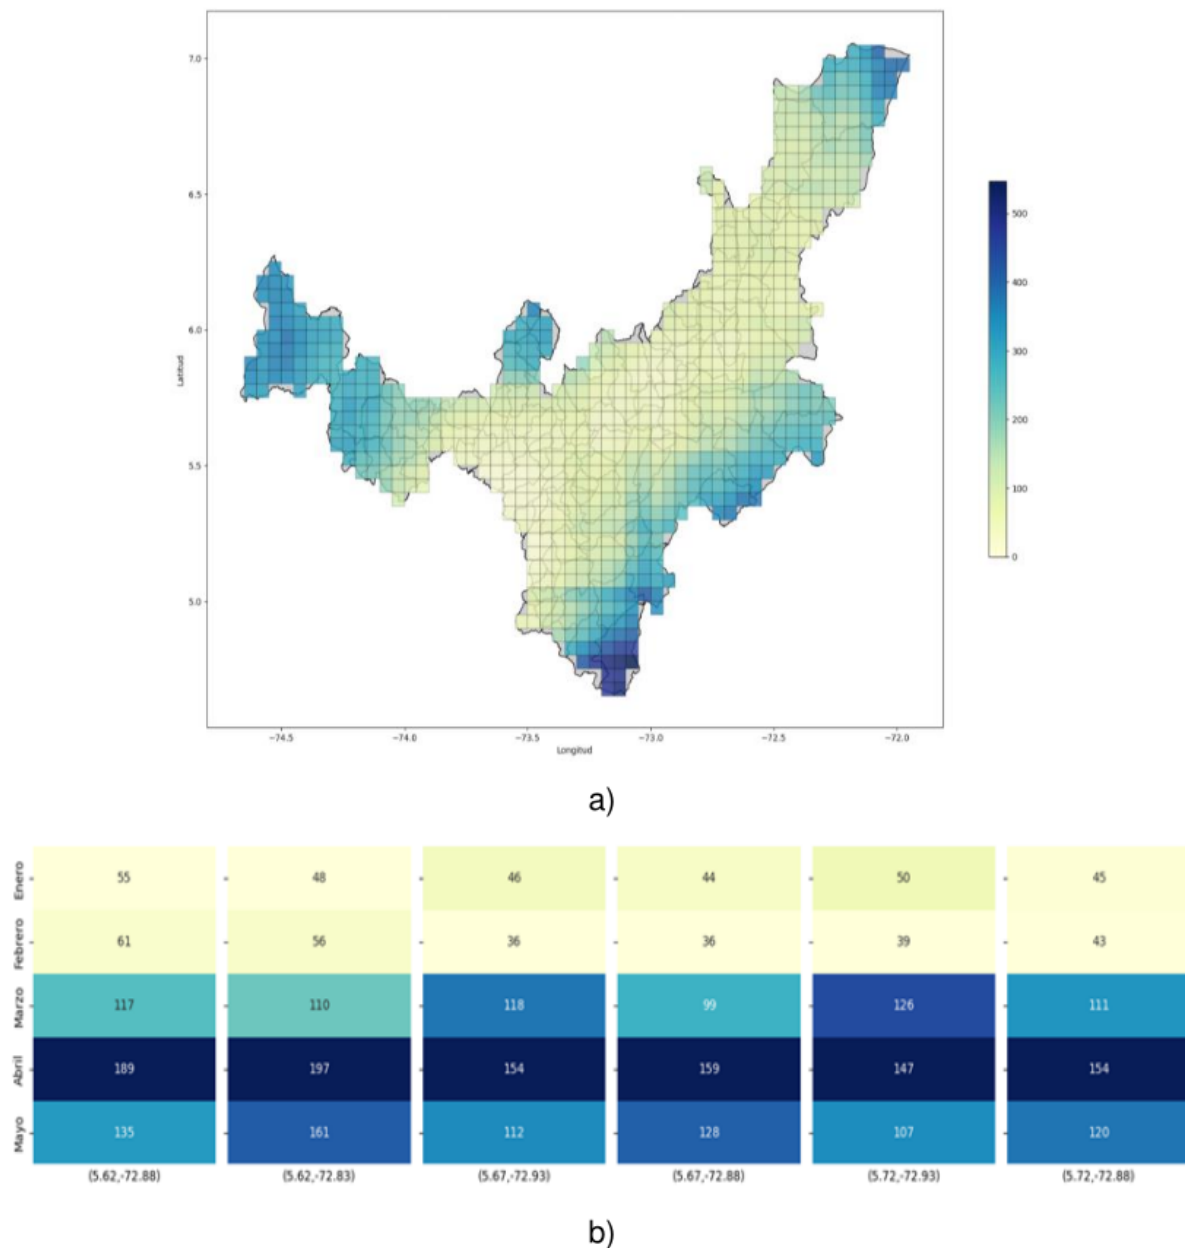 7.0
6.5
6.0
5.5
5.0
Latitud
−74.5 −74.0 −73.5 −73.0 −72.5 −72.0
Longitud
500
400
300
200
100
0
a)
Enero 55 48 46 44 50 45
Febrero 61 56 36 36 39 43
Marzo 117 110 118 99 126 111
Abril 189 197 154 159 147 154
Mayo 135 161 112 128 107 120
(5.62,-72.88) (5.62,-72.83) (5.67,-72.93) (5.67,-72.88) (5.72,-72.93) (5.72,-72.88)
b)